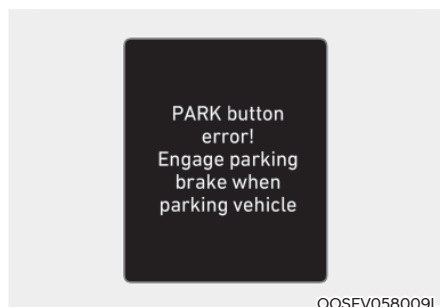 PARK button
error!
Engage parking
brake when
parking vehicle
OOSEV058009L